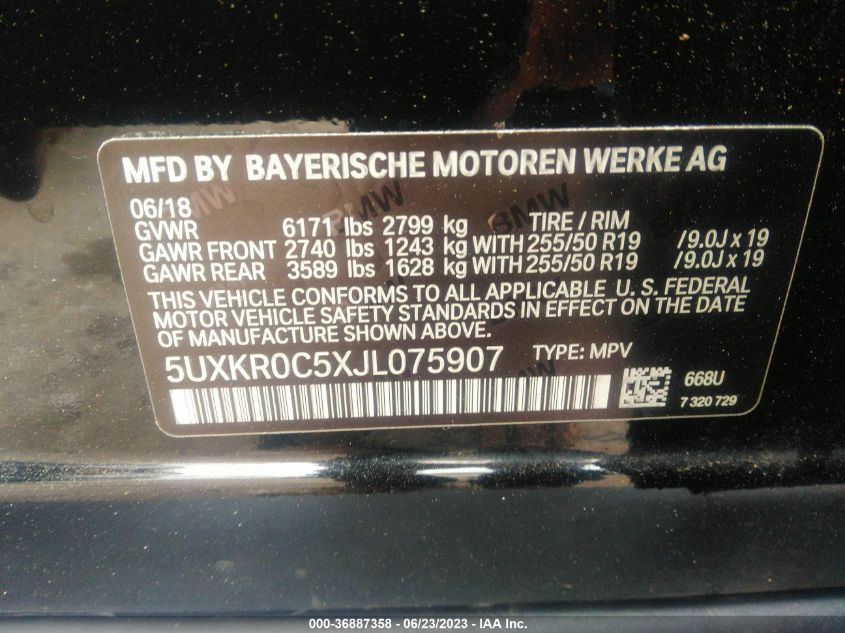 MFD BY BAYERISCHE MOTOREN WERKE AG
06/18
GVWR 6171 lbs 2799 kg TIRE / RIM
GAWR FRONT 2740 lbs 1243 kg WITH 255/50 R19 /9.0J x 19
GAWR REAR 3589 lbs 1628 kg WITH 255/50 R19 /9.0J x 19
THIS VEHICLE CONFORMS TO ALL APPLICABLE U. S. FEDERAL
MOTOR VEHICLE SAFETY STANDARDS IN EFFECT ON THE DATE
OF MANUFACTURE SHOWN ABOVE.
5UXKR0C5XJL075907 TYPE: MPV
668U
7 320 729
BMW BMW BMW
000-36887358 - 06/23/2023 - IAA Inc.